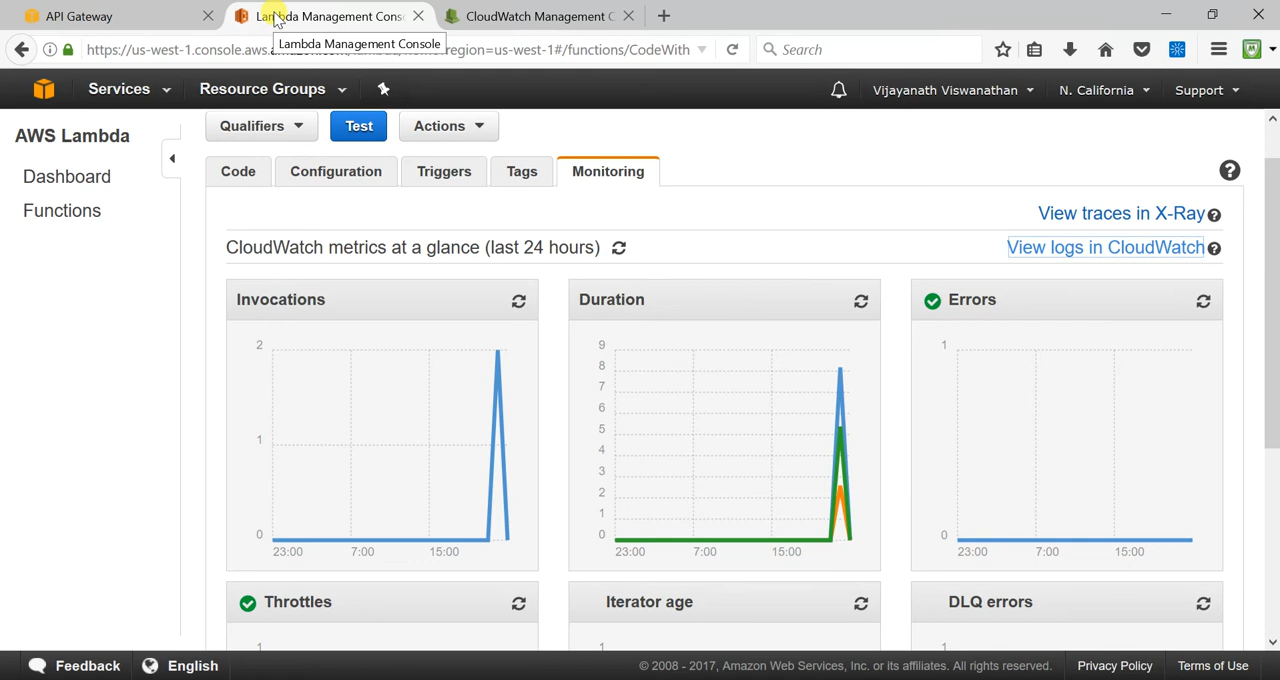 API Gateway
Lambda Management Cons
CloudWatch Management C
Lambda Management Console
https://us-west-1.console.aws.
region=us-west-1#/functions/CodeWith
Search
Services
Resource Groups
Vijayanath Viswanathan
N. California
Support
AWS Lambda
Dashboard
Functions
Qualifiers
Test
Actions
Code
Configuration
Triggers
Tags
Monitoring
View traces in X-Ray
CloudWatch metrics at a glance (last 24 hours)
View logs in CloudWatch
Invocations
2
1
0
23:00 7:00 15:00
Duration
9
8
7
6
5
4
3
2
1
0
23:00 7:00 15:00
Errors
1
0
23:00 7:00 15:00
Throttles
1
Iterator age
1
DLQ errors
1
Feedback
English
© 2008 - 2017, Amazon Web Services, Inc. or its affiliates. All rights reserved.
Privacy Policy
Terms of Use